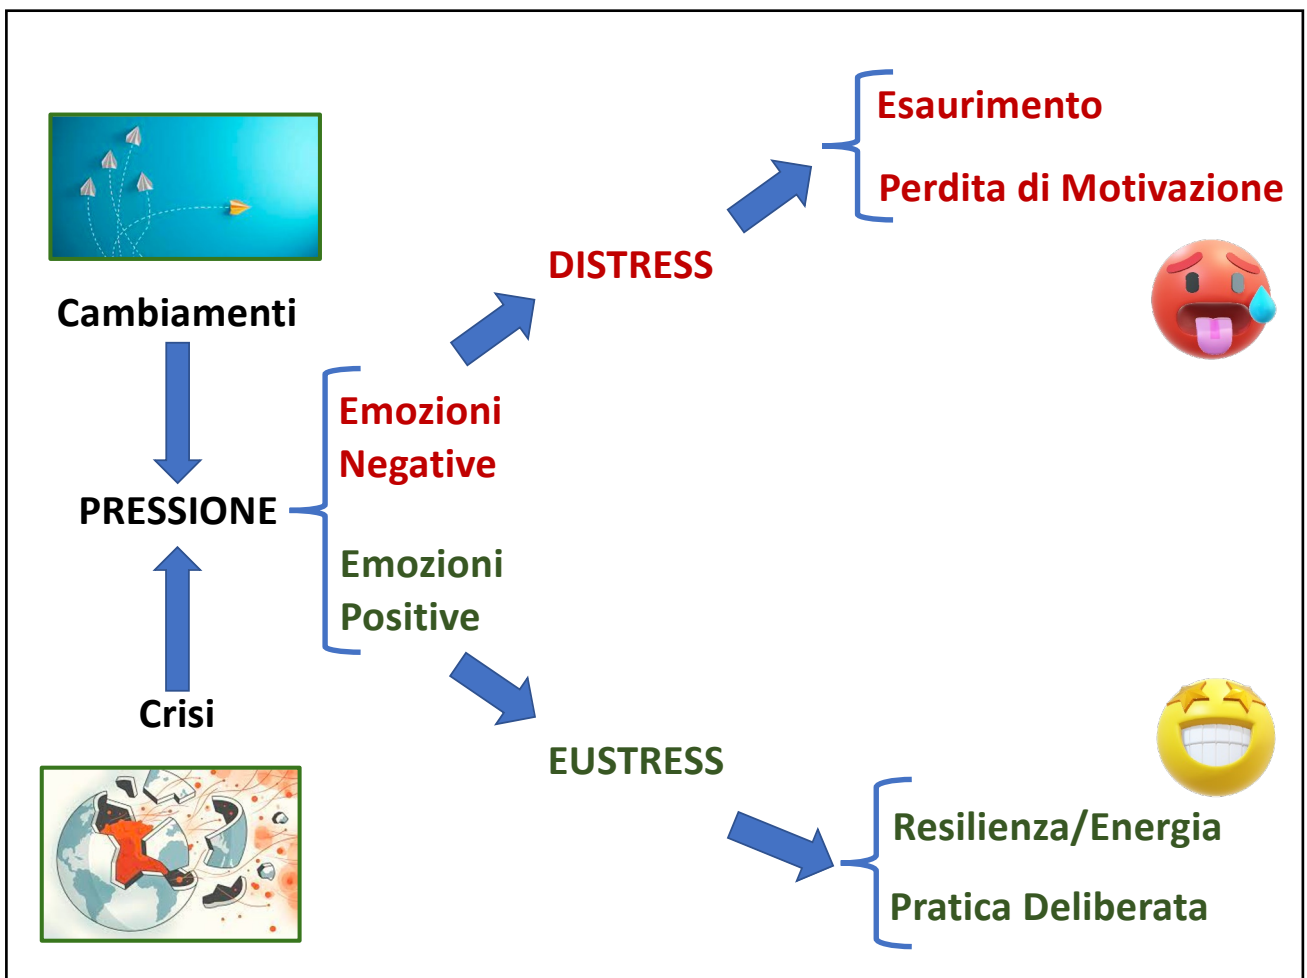 Esaurimento
Perdita di Motivazione
DISTRESS
Cambiamenti
Emozioni
Negative
PRESSIONE
Emozioni
Positive
Crisi
EUSTRESS
Resilienza/Energia
Pratica Deliberata